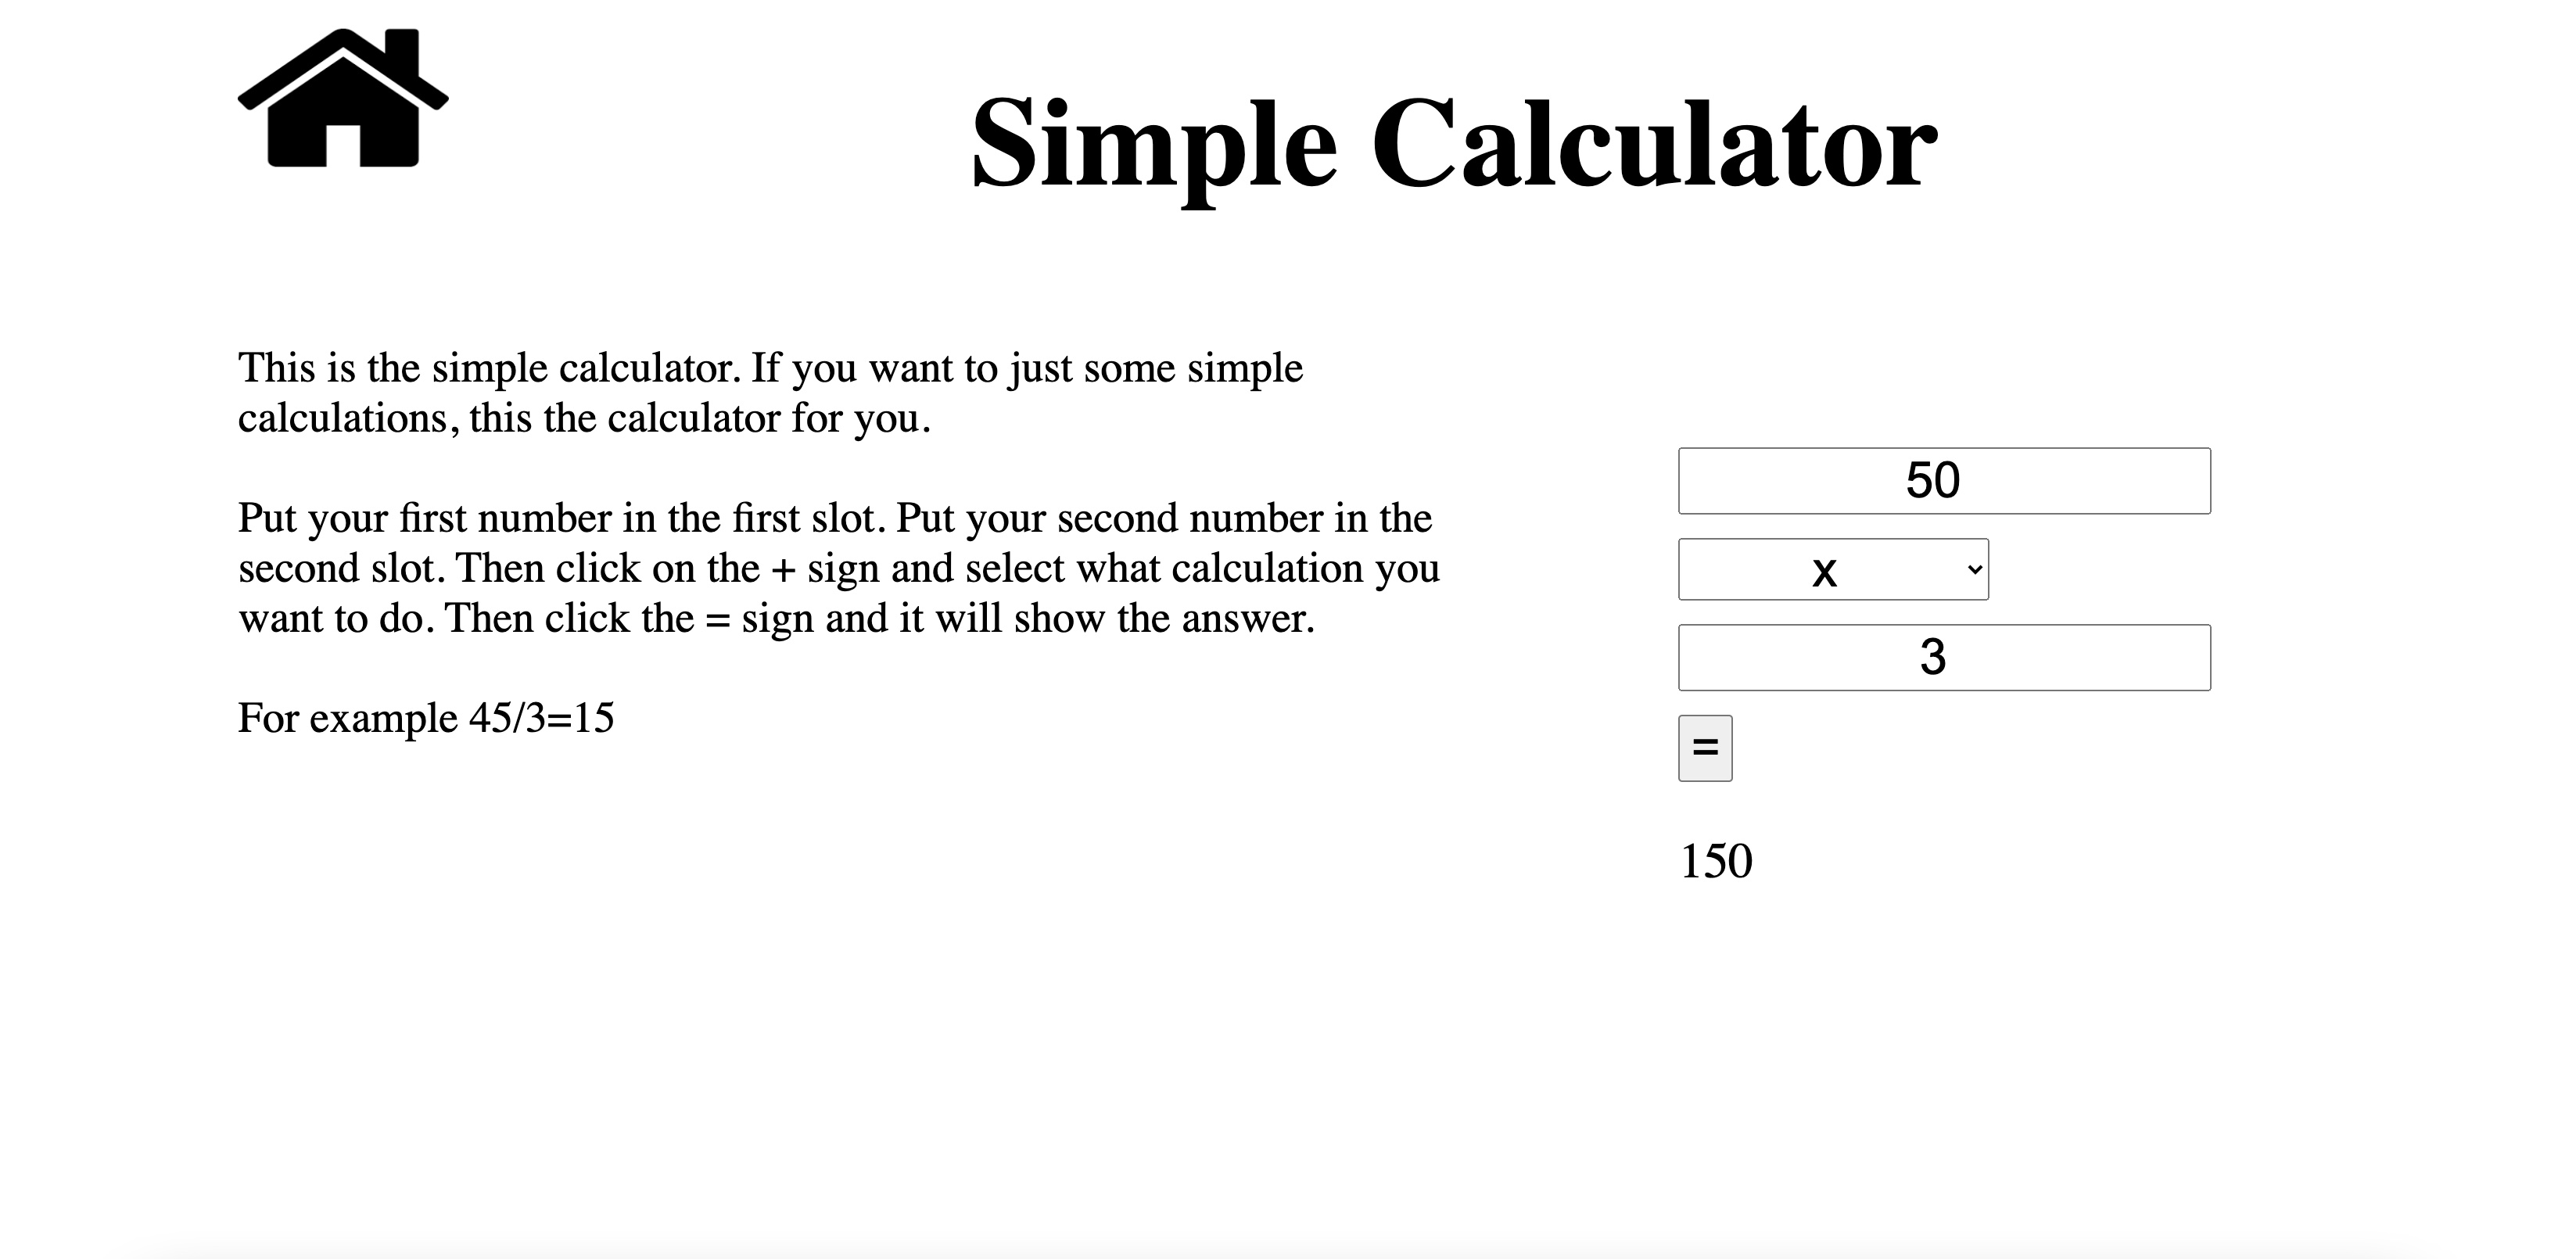 Simple Calculator
This is the simple calculator. If you want to just some simple
calculations, this the calculator for you.
Put your first number in the first slot. Put your second number in the
second slot. Then click on the + sign and select what calculation you
want to do. Then click the = sign and it will show the answer.
For example 45/3=15
50
x
3
=
150